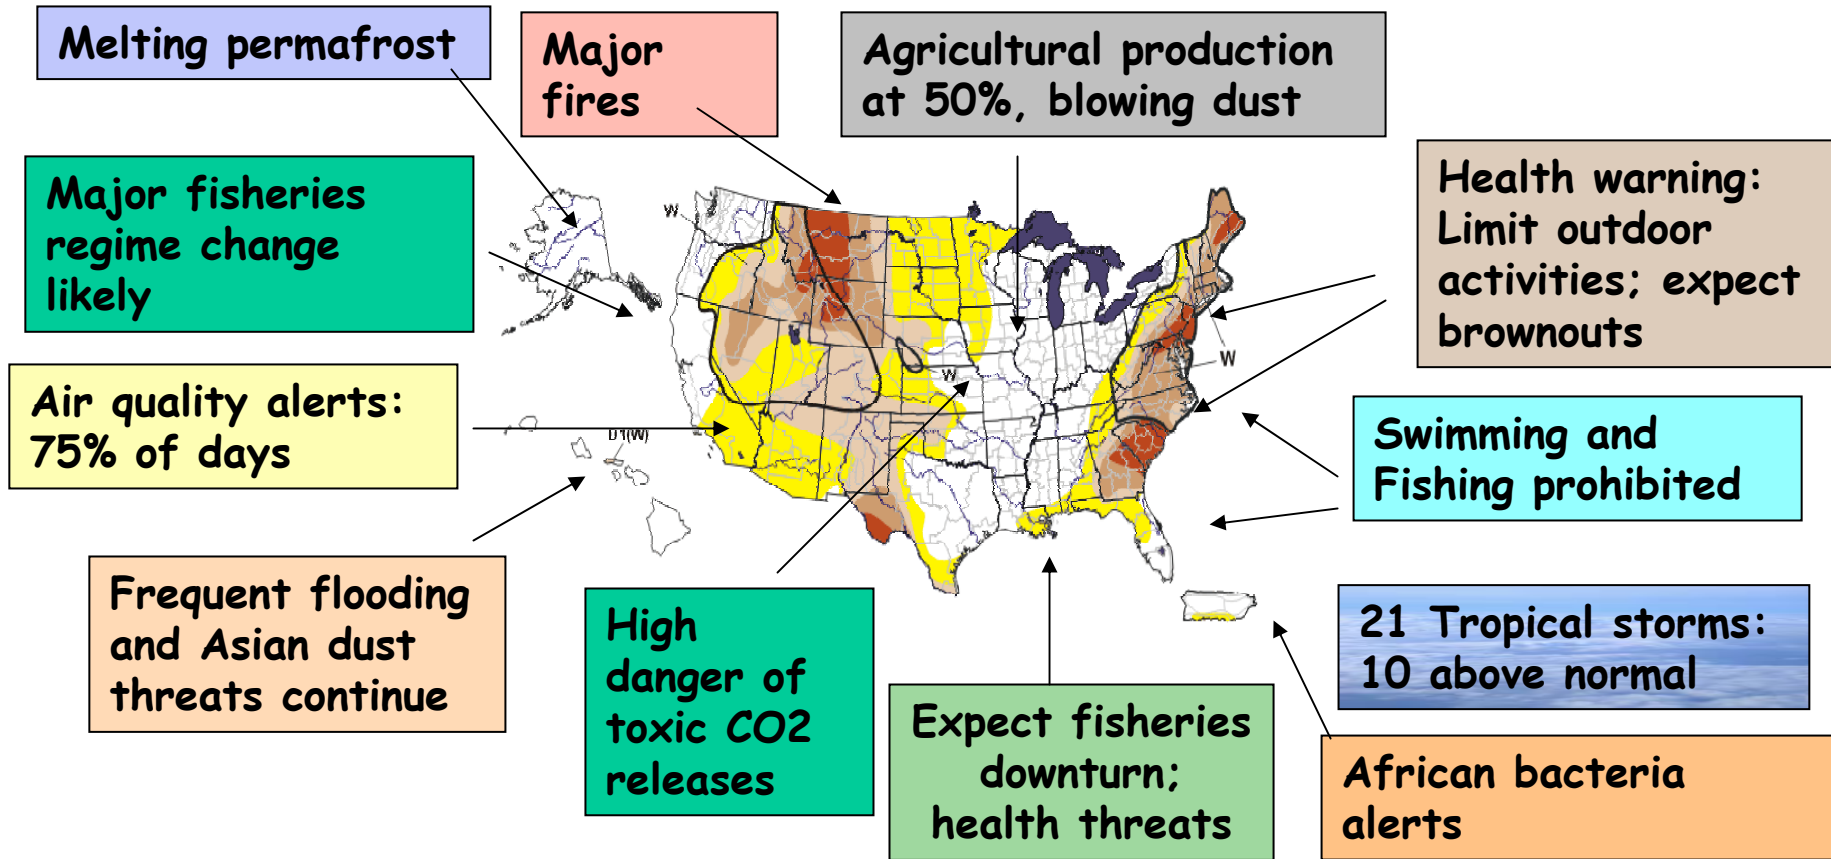 Melting permafrost
Major
fires
Agricultural production
at 50%, blowing dust
Major fisheries
regime change
likely
Health warning:
Limit outdoor
activities; expect
brownouts
W
W
W
D1(W)
Air quality alerts:
75% of days
Swimming and
Fishing prohibited
Frequent flooding
and Asian dust
threats continue
High
danger of
toxic CO2
releases
Expect fisheries
downturn;
health threats
21 Tropical storms:
10 above normal
African bacteria
alerts